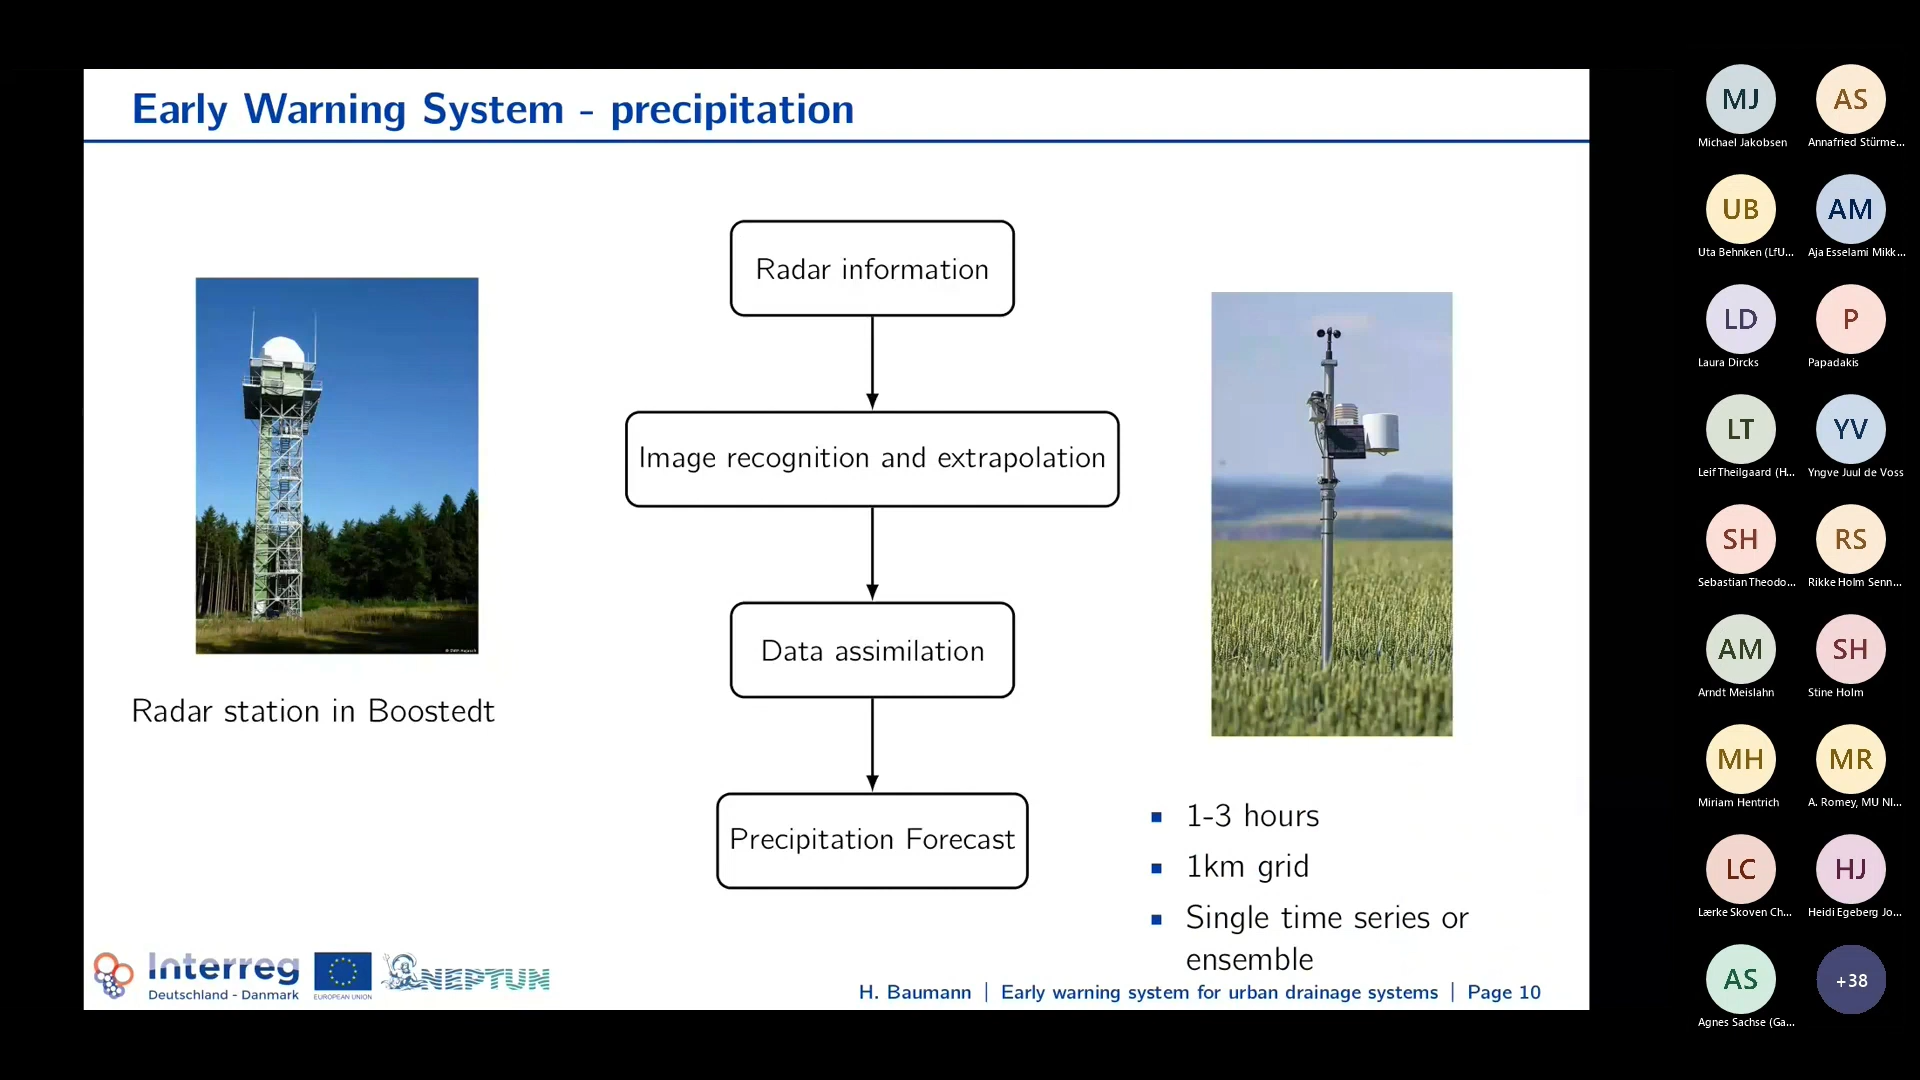 Early Warning System - precipitation
Radar information
Image recognition and extrapolation
Data assimilation
Precipitation Forecast
Radar station in Boostedt
1-3 hours
1km grid
Single time series or
ensemble
Interreg
Deutschland - Danmark
EUROPEAN UNION
NEPTUN
H. Baumann | Early warning system for urban drainage systems | Page 10
MJ
Michael Jakobsen
AS
Annafried Stürme...
UB
Uta Behnken (LfU...
AM
Aja Esselami Mikk...
LD
Laura Dircks
P
Papadakis
LT
Leif Theilgaard (H...
YV
Yngve Juul de Voss
SH
Sebastian Theodo...
RS
Rikke Holm Senn...
AM
Arndt Meislahn
SH
Stine Holm
MH
Miriam Hentrich
MR
A. Romey, MU NI...
LC
Lærke Skoven Ch...
HJ
Heidi Egeberg Jo...
AS
Agnes Sachse (Ga...
+38